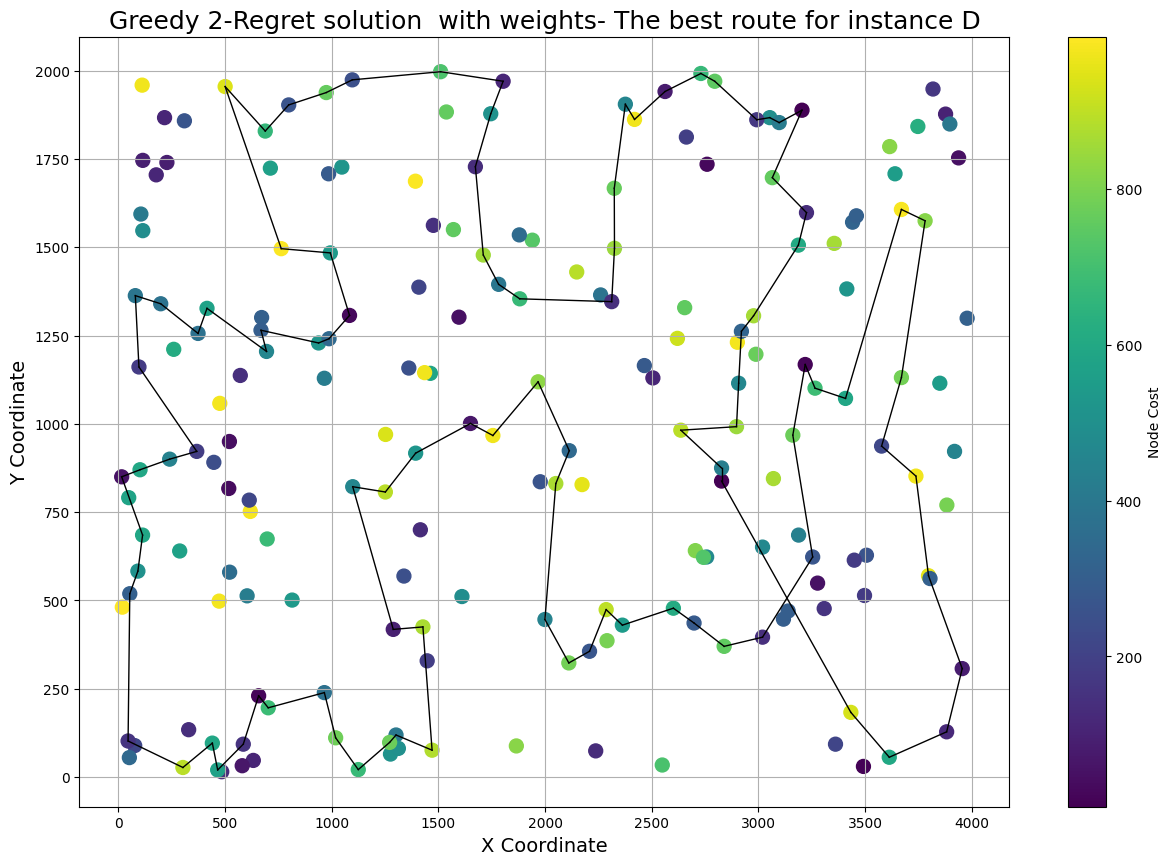 Greedy 2-Regret solution  with weights- The best route for instance D
Y Coordinate
2000
1750
1500
1250
1000
750
500
250
0
0 500 1000 1500 2000 2500 3000 3500 4000
X Coordinate
800
600
400
200
Node Cost